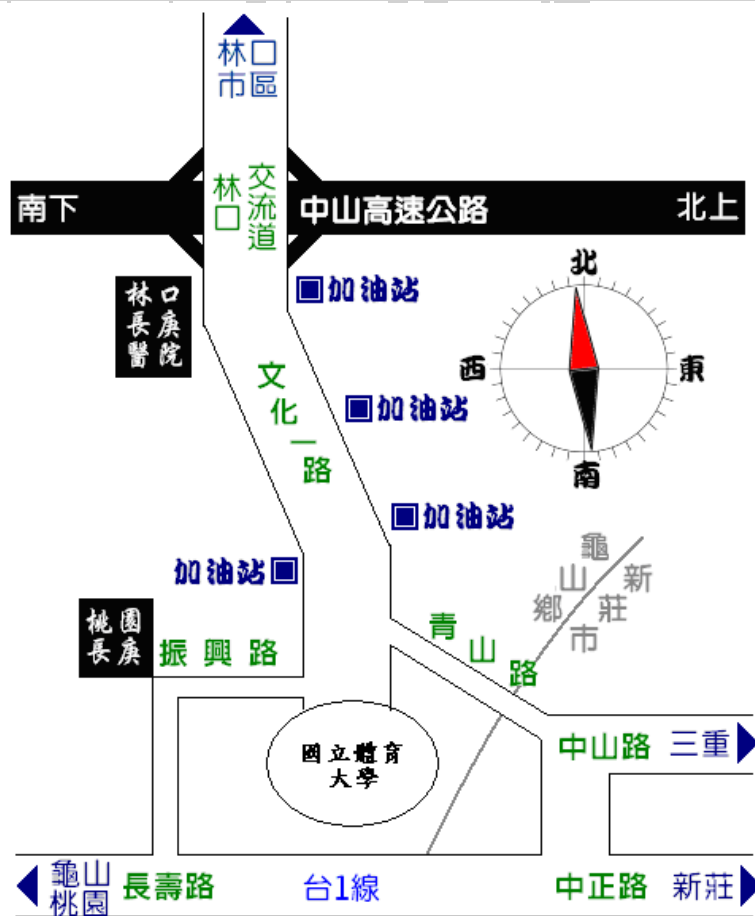 林口
市區
交流道
林口
南下
中山高速公路
北上
北
西
東
南
林口
長庚
醫院
加油站
文化一路
加油站
加油站
加油站
龜山鄉
新莊市
桃園
長庚
振興路
青山路
國立體育
大學
中山路
三重
龜山
桃園
長壽路
台1線
中正路
新莊